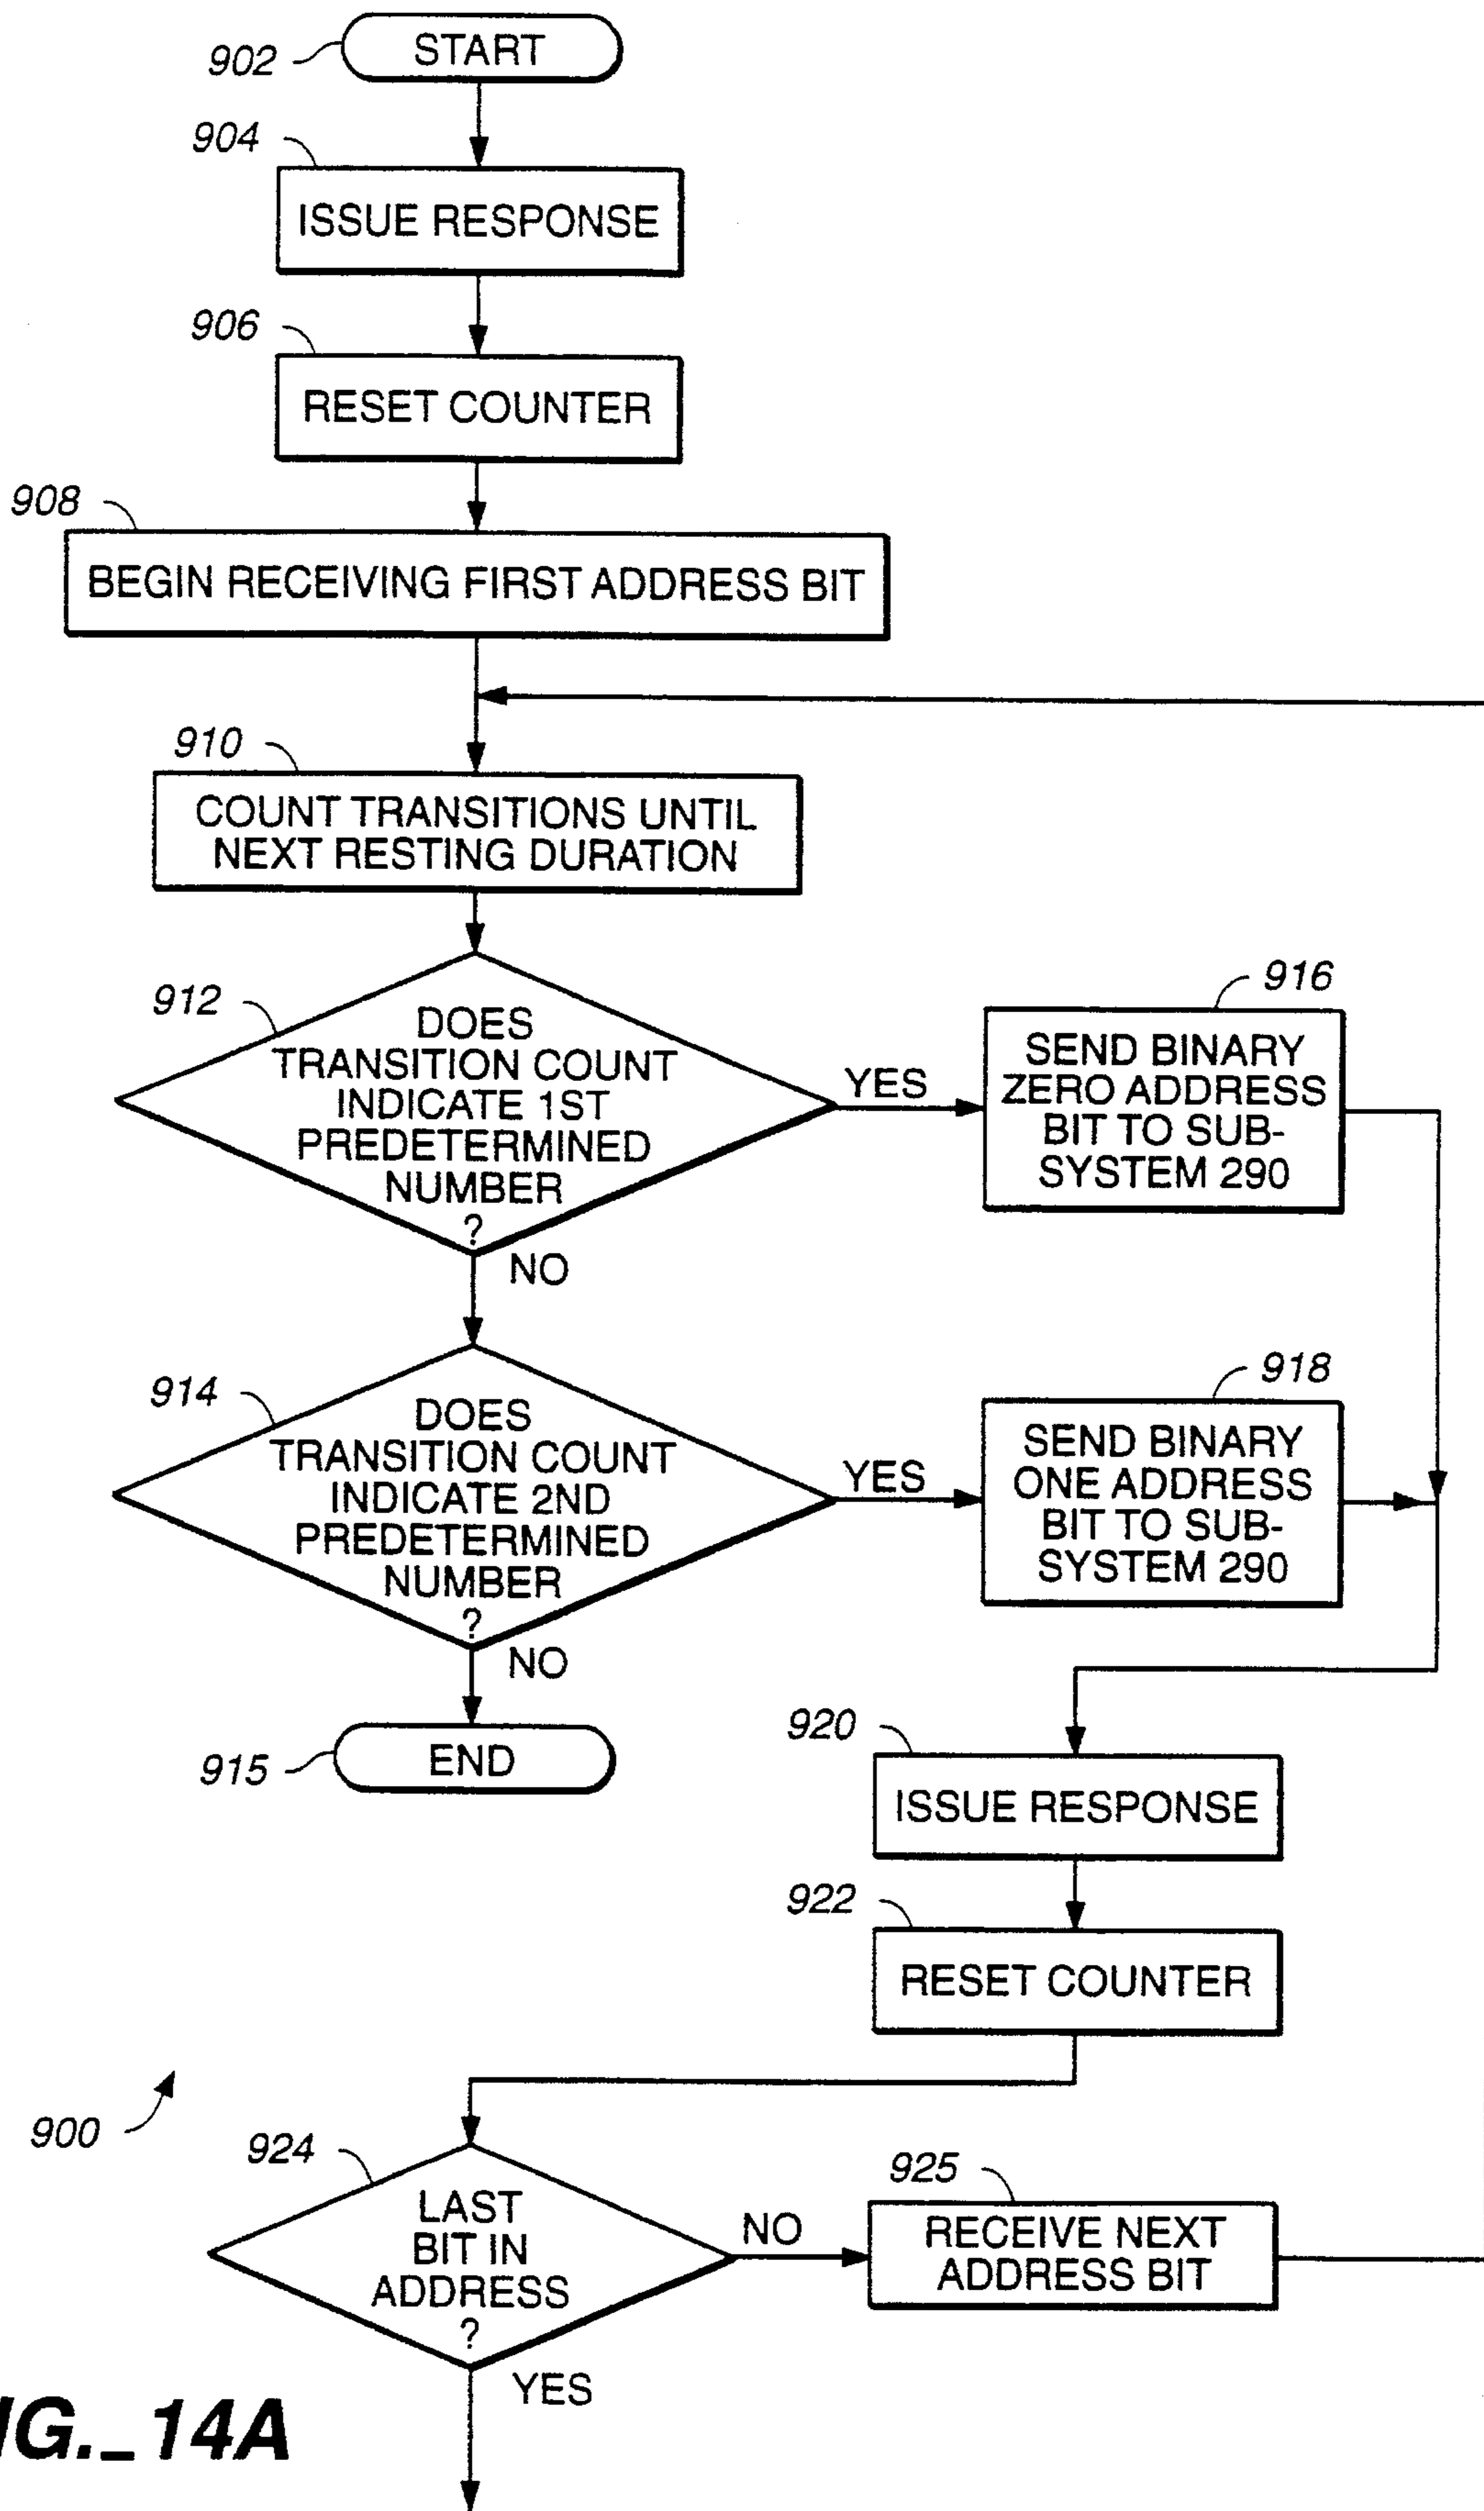 902
START
904
ISSUE RESPONSE
906
RESET COUNTER
908
BEGIN RECEIVING FIRST ADDRESS BIT
910
COUNT TRANSITIONS UNTIL
NEXT RESTING DURATION
912
DOES
TRANSITION COUNT
INDICATE 1ST
PREDETERMINED
NUMBER
?
YES
NO
916
SEND BINARY
ZERO ADDRESS
BIT TO SUB-
SYSTEM 290
914
DOES
TRANSITION COUNT
INDICATE 2ND
PREDETERMINED
NUMBER
?
YES
NO
918
SEND BINARY
ONE ADDRESS
BIT TO SUB-
SYSTEM 290
915
END
920
ISSUE RESPONSE
922
RESET COUNTER
900
924
LAST
BIT IN
ADDRESS
?
NO
YES
925
RECEIVE NEXT
ADDRESS BIT
IG._14A